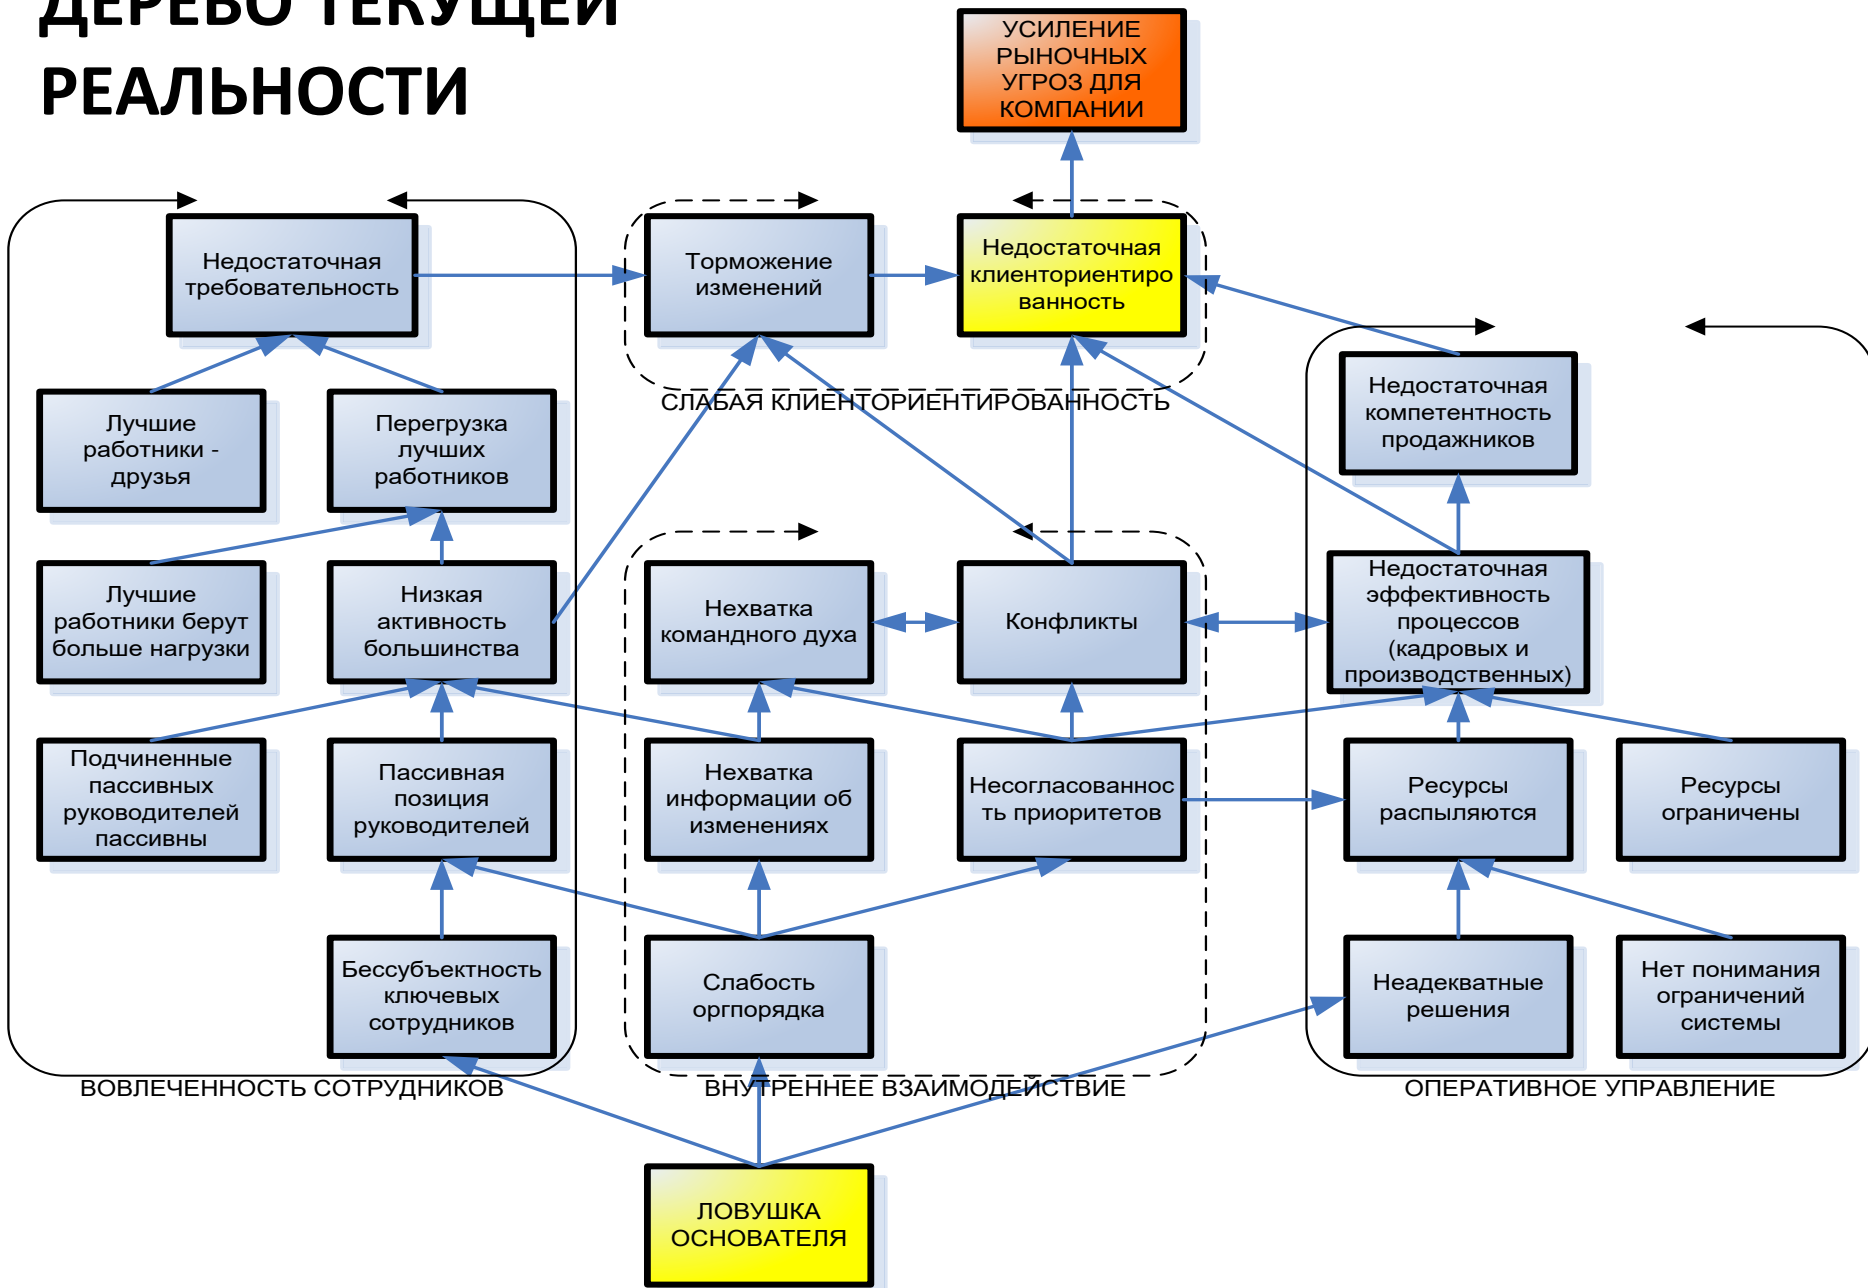 ДЕРЕВО ТЕКУЩЕЙ
РЕАЛЬНОСТИ
УСИЛЕНИЕ
РЫНОЧНЫХ
УГРОЗ ДЛЯ
КОМПАНИИ
Недостаточная
требовательность
Торможение
изменений
Недостаточная
клиенториентиро
ванность
СЛАБАЯ КЛИЕНТОРИЕНТИРОВАННОСТЬ
Лучшие
работники -
друзья
Перегрузка
лучших
работников
Недостаточная
компетентность
продажников
Лучшие
работники берут
больше нагрузки
Низкая
активность
большинства
Нехватка
командного духа
Конфликты
Недостаточная
эффективность
процессов
(кадровых и
производственных)
Подчиненные
пассивных
руководителей
пассивны
Пассивная
позиция
руководителей
Нехватка
информации об
изменениях
Несогласованнос
ть приоритетов
Ресурсы
распыляются
Ресурсы
ограничены
Бессубъектность
ключевых
сотрудников
Слабость
оргпорядка
Неадекватные
решения
Нет понимания
ограничений
системы
ВОВЛЕЧЕННОСТЬ СОТРУДНИКОВ
ВНУТРЕННЕЕ ВЗАИМОДЕЙСТВИЕ
ОПЕРАТИВНОЕ УПРАВЛЕНИЕ
ЛОВУШКА
ОСНОВАТЕЛЯ